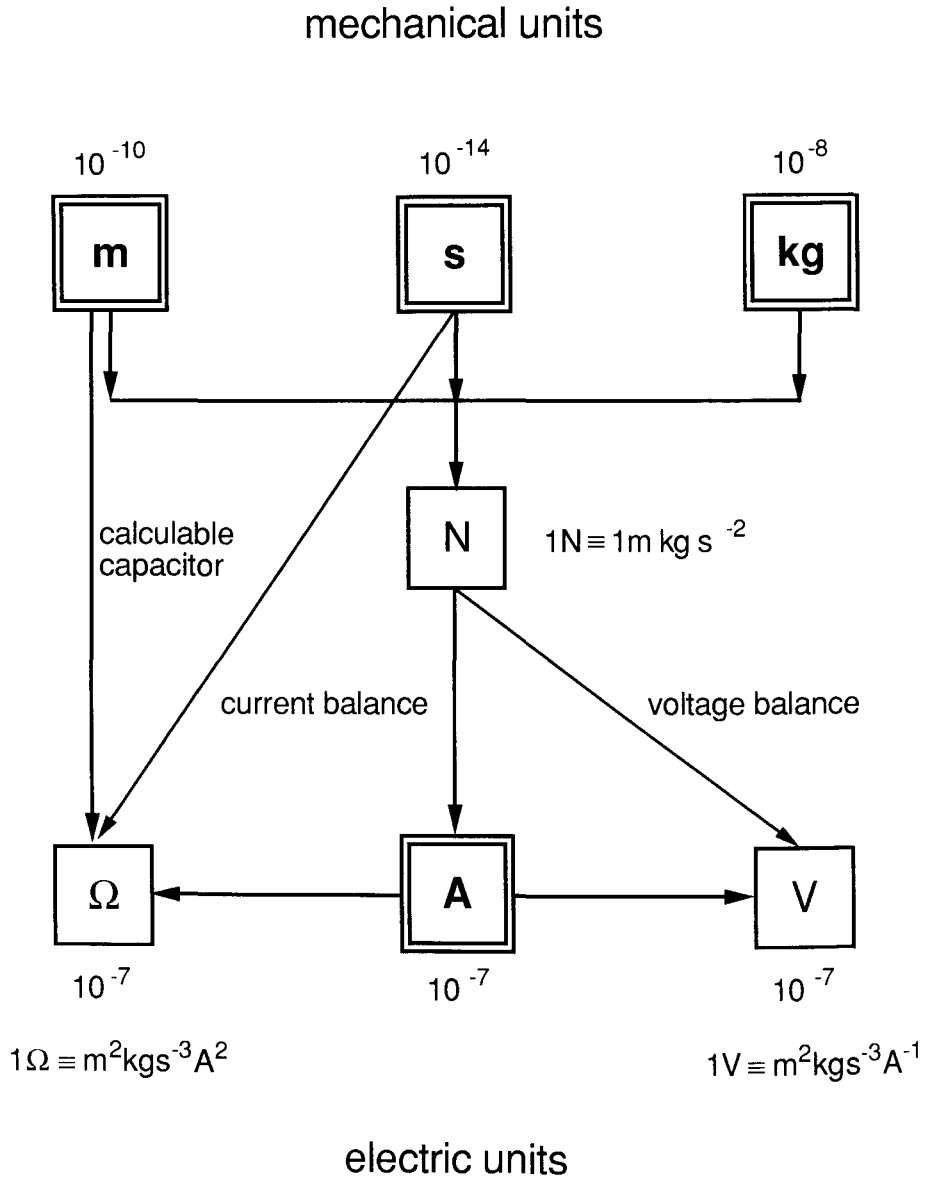 mechanical units
10⁻¹⁰ 10⁻¹⁴ 10⁻⁸
m s kg
N 1N ≡ 1m kg s ⁻²
calculable
capacitor
current balance voltage balance
Ω A V
10⁻⁷ 10⁻⁷ 10⁻⁷
1Ω ≡ m²kgs⁻³A² 1V ≡ m²kgs⁻³A⁻¹
electric units